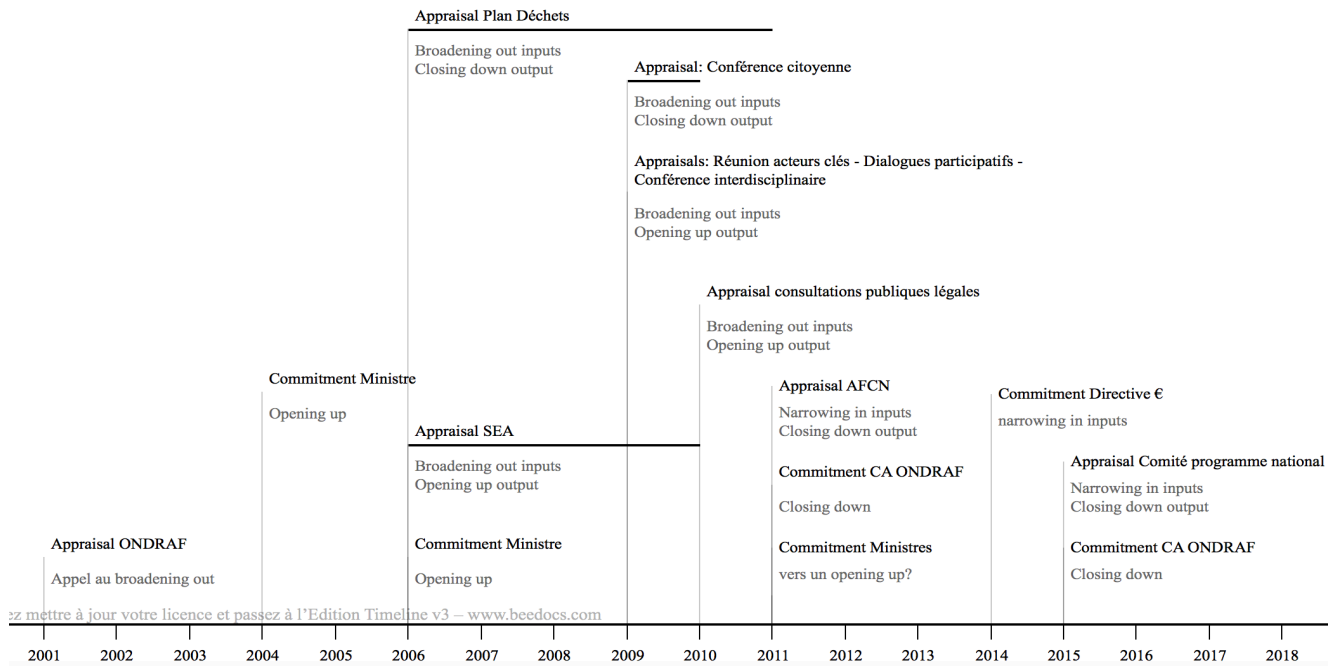 Appraisal Plan Déchets
Broadening out inputs
Closing down output
Appraisal: Conférence citoyenne
Broadening out inputs
Closing down output
Appraisals: Réunion acteurs clés - Dialogues participatifs -
Conférence interdisciplinaire
Broadening out inputs
Opening up output
Appraisal consultations publiques légales
Broadening out inputs
Opening up output
Commitment Ministre
Opening up
Appraisal AFCN
Narrowing in inputs
Closing down output
Commitment Directive €
narrowing in inputs
Appraisal SEA
Broadening out inputs
Opening up output
Commitment CA ONDRAF
Closing down
Appraisal Comité programme national
Narrowing in inputs
Closing down output
Appraisal ONDRAF
Appel au broadening out
Commitment Ministre
Opening up
Commitment Ministres
vers un opening up?
Commitment CA ONDRAF
Closing down
ez mettre à jour votre licence et passez à l'Edition Timeline v3 – www.beedocs.com
2001 2002 2003 2004 2005 2006 2007 2008 2009 2010 2011 2012 2013 2014 2015 2016 2017 2018